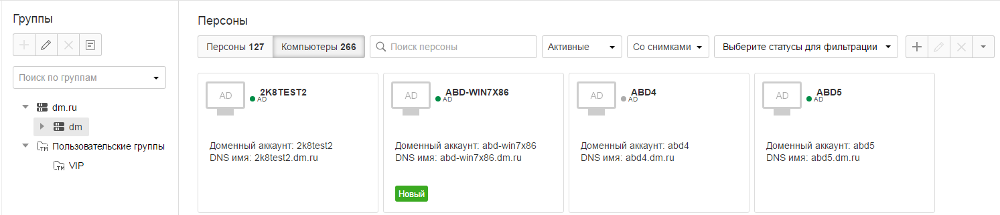 Группы
Поиск по группам
dm.ru
dm
Пользовательские группы
VIP
Персоны
Персоны 127
Компьютеры 266
Поиск персоны
Активные
Со снимками
Выберите статусы для фильтрации
AD
2K8TEST2
AD
Доменный аккаунт: 2k8test2
DNS имя: 2k8test2.dm.ru
AD
ABD-WIN7X86
AD
Доменный аккаунт: abd-win7x86
DNS имя: abd-win7x86.dm.ru
Новый
AD
ABD4
AD
Доменный аккаунт: abd4
DNS имя: abd4.dm.ru
AD
ABD5
AD
Доменный аккаунт: abd5
DNS имя: abd5.dm.ru